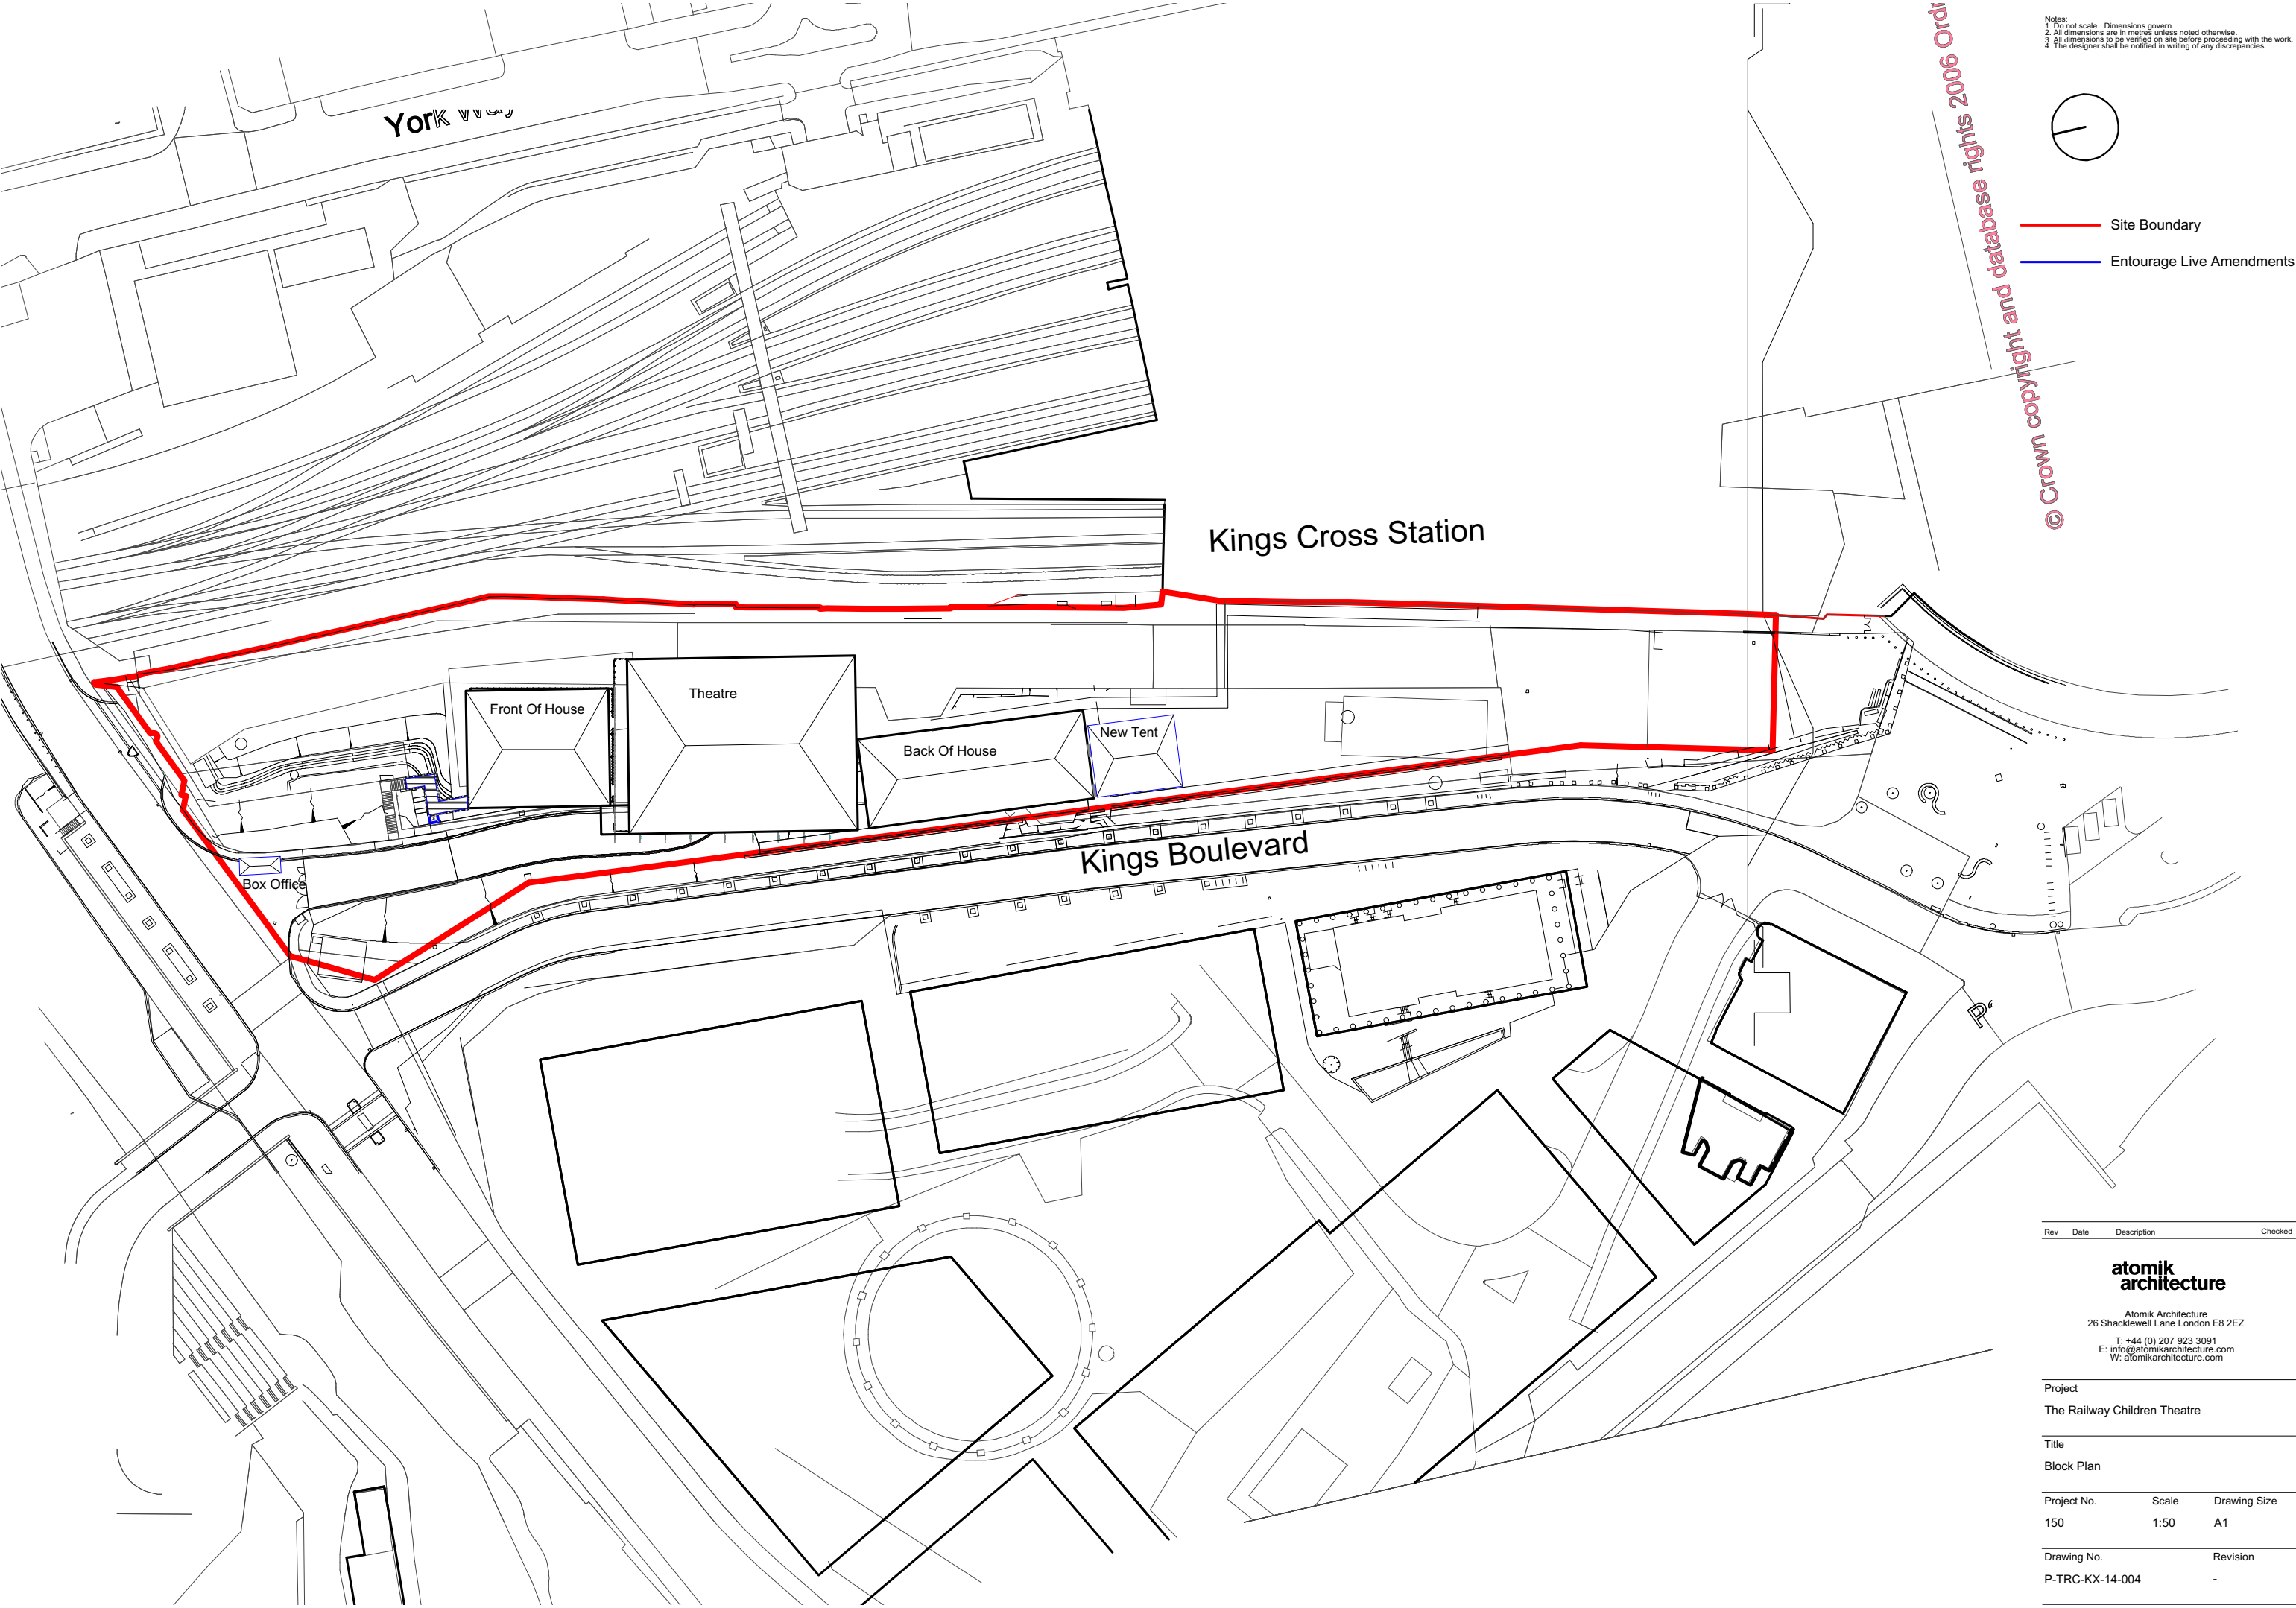 Notes:
1. Do not scale. Dimensions govern.
2. All dimensions are in metres unless noted otherwise.
3. All dimensions to be verified on site before proceeding with the work.
4. The designer shall be notified in writing of any discrepancies.
York Way
© Crown copyright and database rights 2006 Ordn
Site Boundary
Entourage Live Amendments
Kings Cross Station
Theatre
Front Of House
Back Of House
New Tent
Kings Boulevard
Box Office
Rev Date Description Checked
atomik
architecture
Atomik Architecture
26 Shacklewell Lane London E8 2EZ
T: +44 (0) 207 923 3091
E: info@atomikarchitecture.com
W: atomikarchitecture.com
Project
The Railway Children Theatre
Title
Block Plan
Project No. Scale Drawing Size
150 1:50 A1
Drawing No. Revision
P-TRC-KX-14-004 -